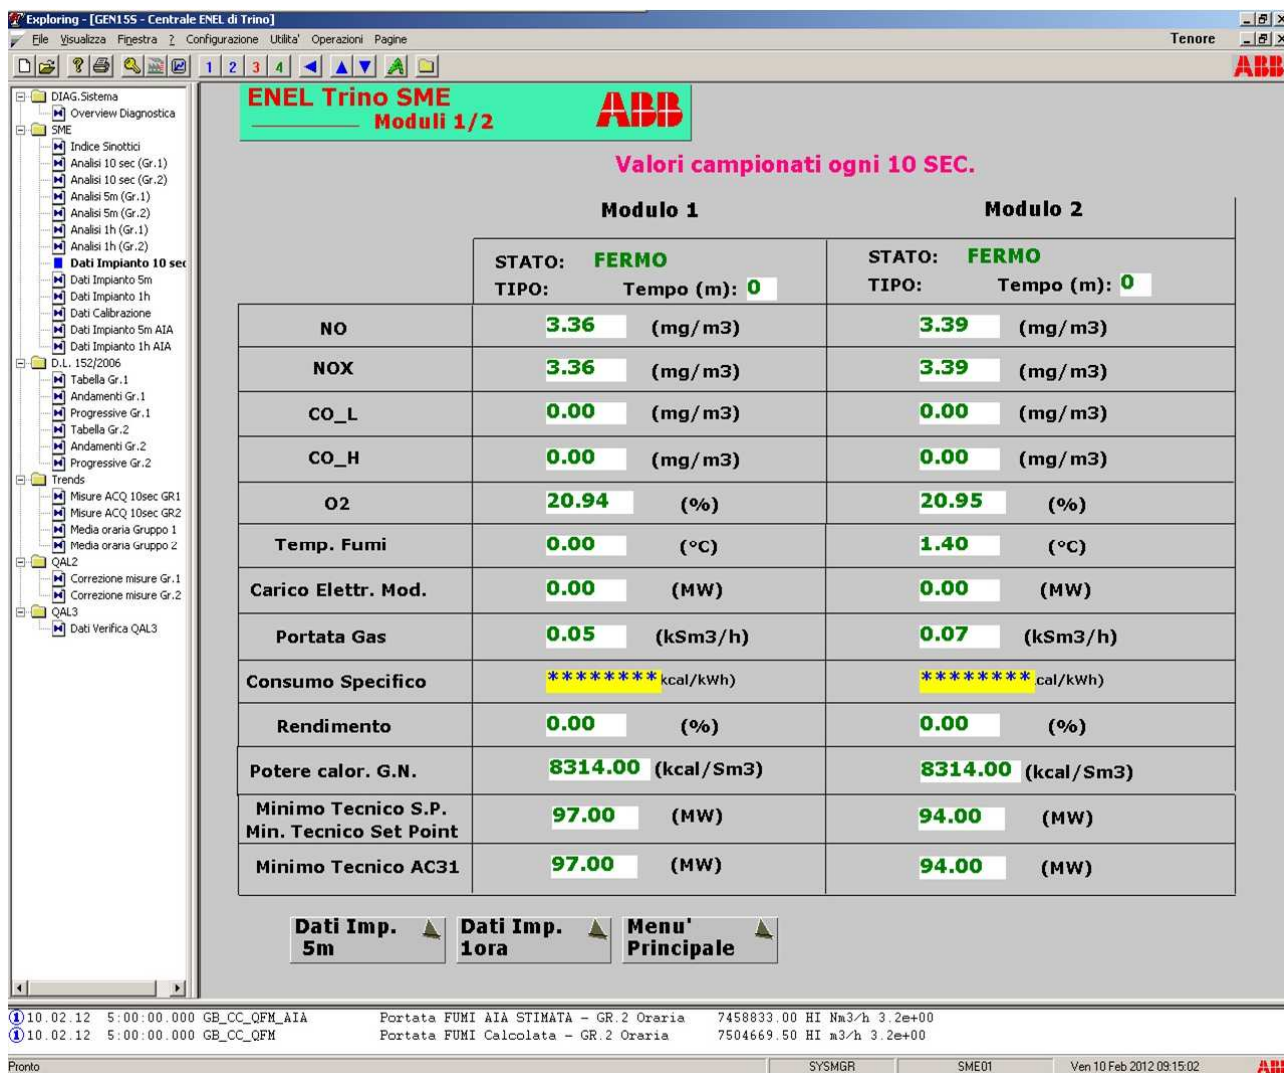 Exploring - [GEN15S - Centrale ENEL di Trino]
File Visualizza Finestra ? Configurazione Utilita' Operazioni Pagine Tenore
1 2 3 4 ABB
DIAG.Sistema
Overview Diagnostica
SME
Indice Sinottici
Analisi 10 sec (Gr.1)
Analisi 10 sec (Gr.2)
Analisi 5m (Gr.1)
Analisi 5m (Gr.2)
Analisi 1h (Gr.1)
Analisi 1h (Gr.2)
Dati Impianto 10 sec
Dati Impianto 5m
Dati Impianto 1h
Dati Calibrazione
Dati Impianto 5m AIA
Dati Impianto 1h AIA
D.L. 152/2006
Tabella Gr.1
Andamenti Gr.1
Progressive Gr.1
Tabella Gr.2
Andamenti Gr.2
Progressive Gr.2
Trends
Misure ACQ 10sec GR1
Misure ACQ 10sec GR2
Media oraria Gruppo 1
Media oraria Gruppo 2
QAL2
Correzione misure Gr.1
Correzione misure Gr.2
QAL3
Dati Verifica QAL3
ENEL Trino SME
Moduli 1/2
ABB
Valori campionati ogni 10 SEC.
Modulo 1 Modulo 2
STATO: FERMO STATO: FERMO
TIPO: Tempo (m): 0 TIPO: Tempo (m): 0
NO 3.36 (mg/m3) 3.39 (mg/m3)
NOX 3.36 (mg/m3) 3.39 (mg/m3)
CO_L 0.00 (mg/m3) 0.00 (mg/m3)
CO_H 0.00 (mg/m3) 0.00 (mg/m3)
O2 20.94 (%) 20.95 (%)
Temp. Fumi 0.00 (°C) 1.40 (°C)
Carico Elettr. Mod. 0.00 (MW) 0.00 (MW)
Portata Gas 0.05 (kSm3/h) 0.07 (kSm3/h)
Consumo Specifico ******** kcal/kWh) ******** cal/kWh)
Rendimento 0.00 (%) 0.00 (%)
Potere calor. G.N. 8314.00 (kcal/Sm3) 8314.00 (kcal/Sm3)
Minimo Tecnico S.P.
Min. Tecnico Set Point 97.00 (MW) 94.00 (MW)
Minimo Tecnico AC31 97.00 (MW) 94.00 (MW)
Dati Imp. 5m
Dati Imp. 1ora
Menu' Principale
1 10.02.12 5:00:00.000 GB_CC_QFM_AIA Portata FUMI AIA STIMATA - GR.2 Oraria 7458833.00 HI Nm3/h 3.2e+00
1 10.02.12 5:00:00.000 GB_CC_QFM Portata FUMI Calcolata - GR.2 Oraria 7504669.50 HI m3/h 3.2e+00
Pronto SYSMGR SME01 Ven 10 Feb 2012 09:15:02 ABB